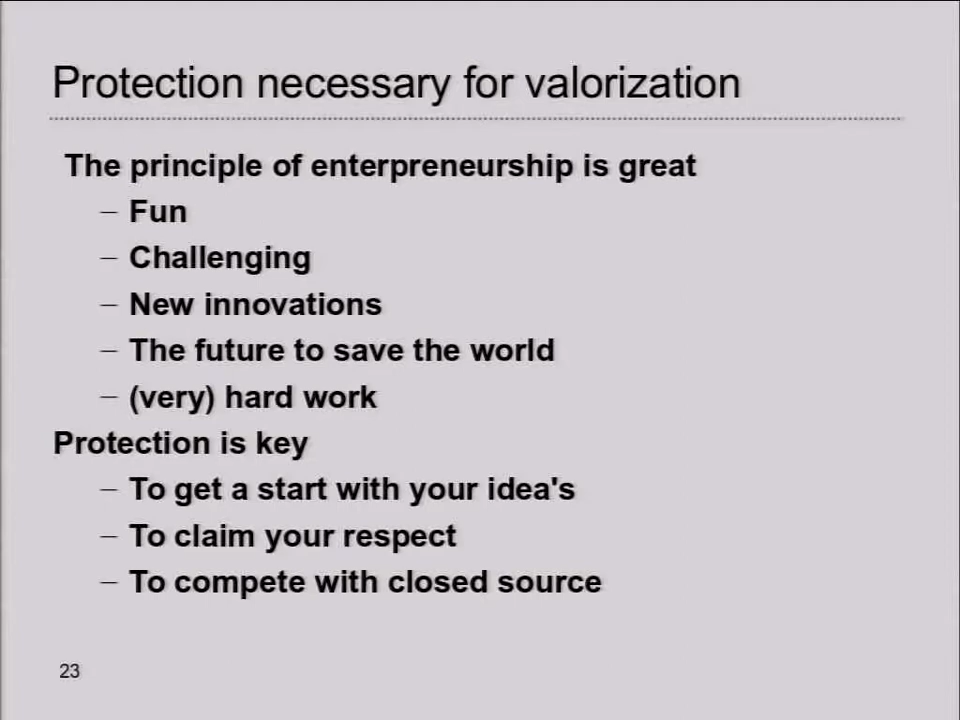 Protection necessary for valorization
The principle of enterpreneurship is great
– Fun
– Challenging
– New innovations
– The future to save the world
– (very) hard work
Protection is key
– To get a start with your idea's
– To claim your respect
– To compete with closed source
23